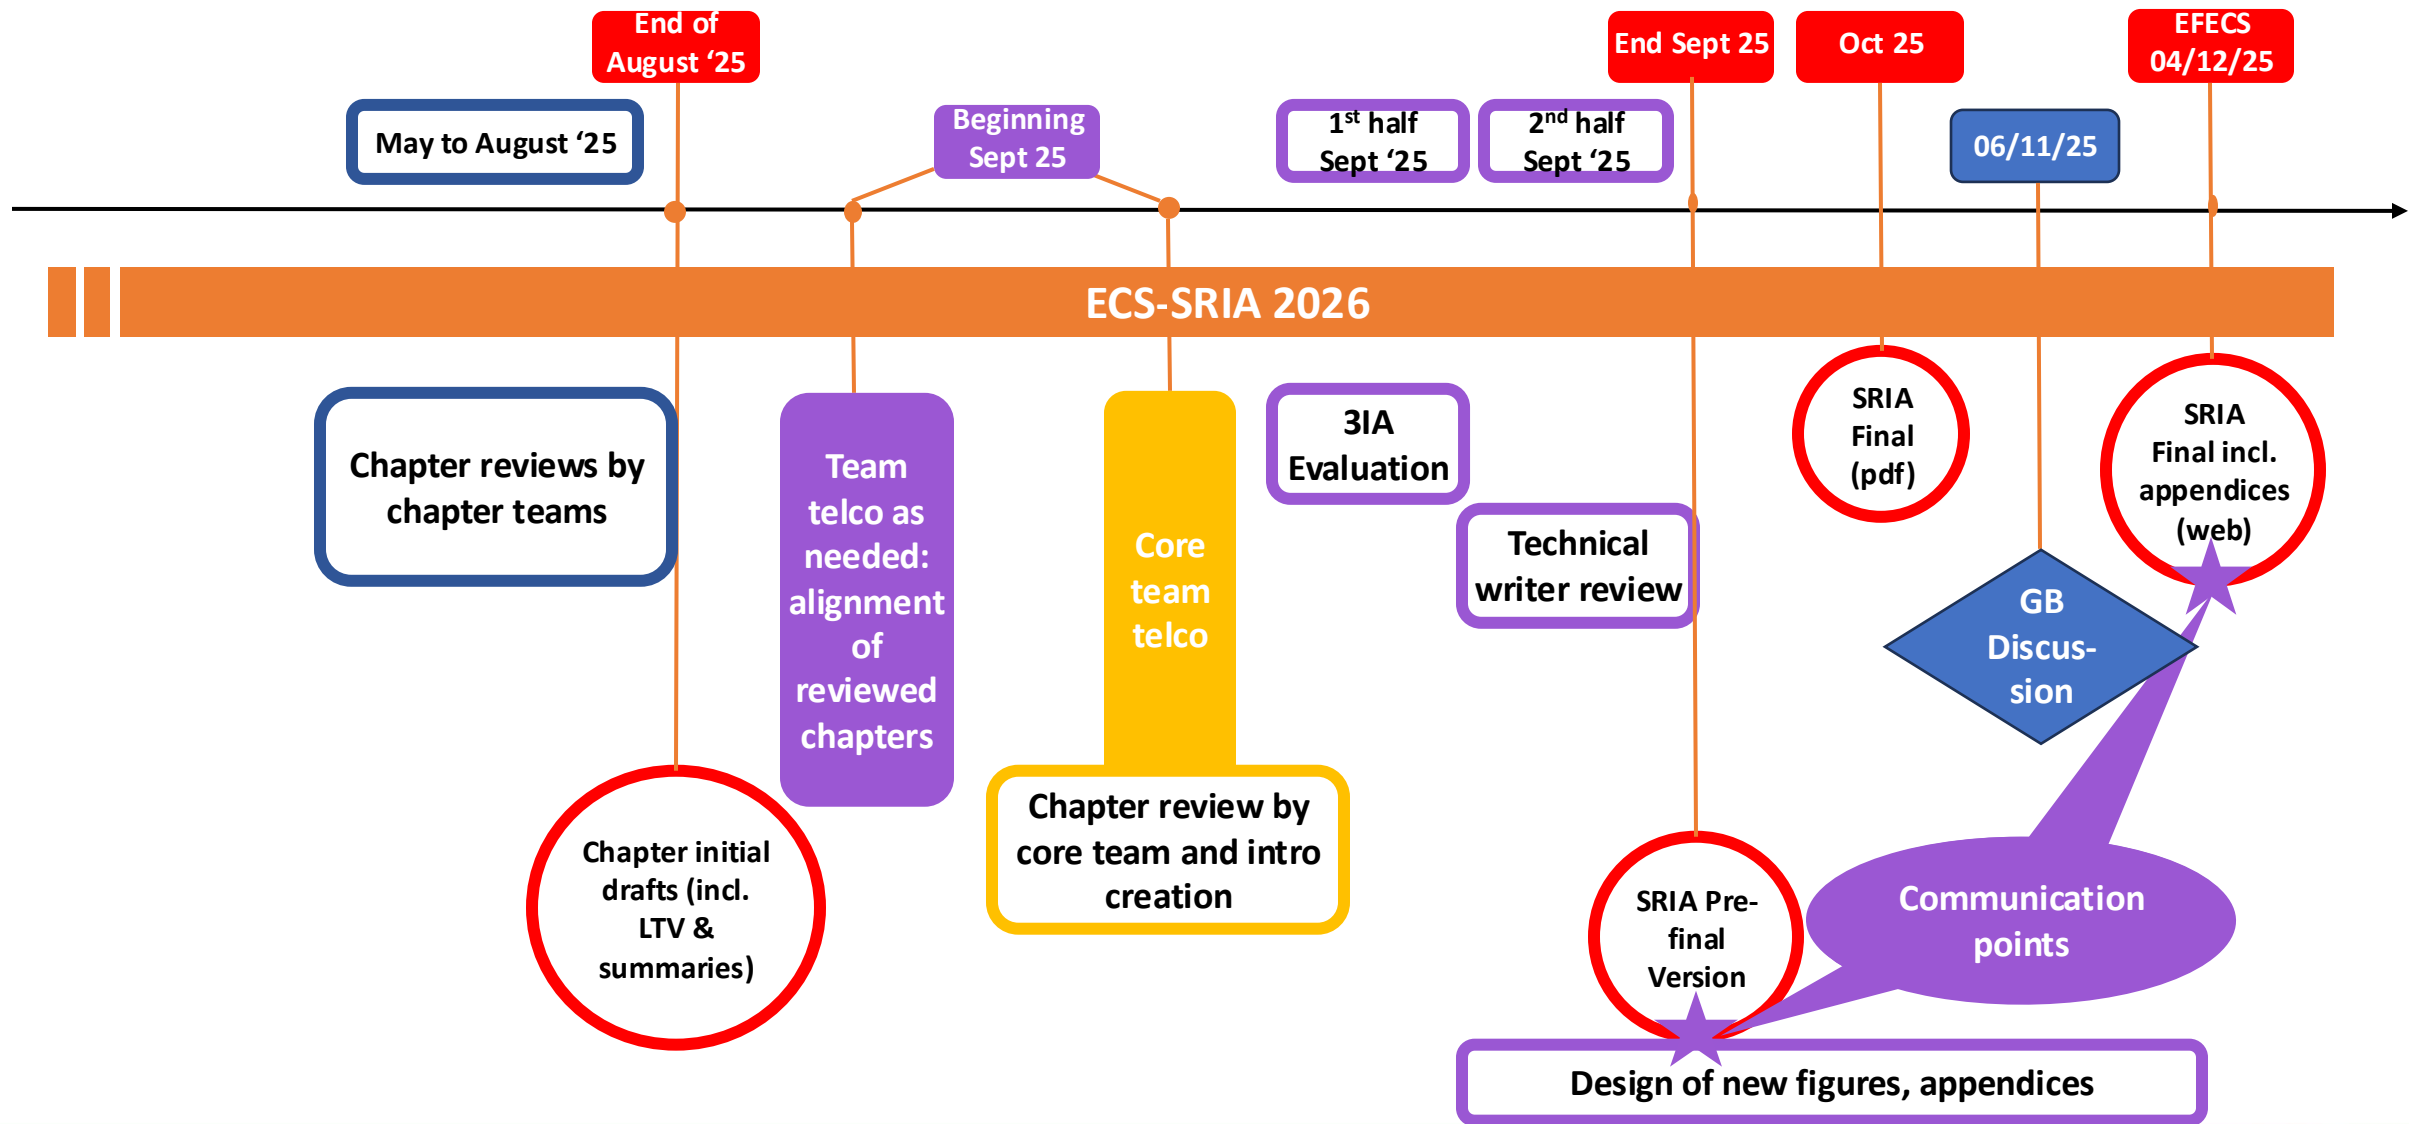 End of
August ‘25
End Sept 25
Oct 25
EFECS
04/12/25
May to August ‘25
Beginning
Sept 25
1st half
Sept ‘25
2nd half
Sept ‘25
06/11/25
ECS-SRIA 2026
Chapter reviews by
chapter teams
Team
telco as
needed:
alignment
of
reviewed
chapters
Core
team
telco
3IA
Evaluation
Technical
writer review
SRIA
Final
(pdf)
SRIA
Final incl.
appendices
(web)
GB
Discus-
sion
Chapter initial
drafts (incl.
LTV &
summaries)
Chapter review by
core team and intro
creation
SRIA Pre-
final
Version
Communication
points
Design of new figures, appendices